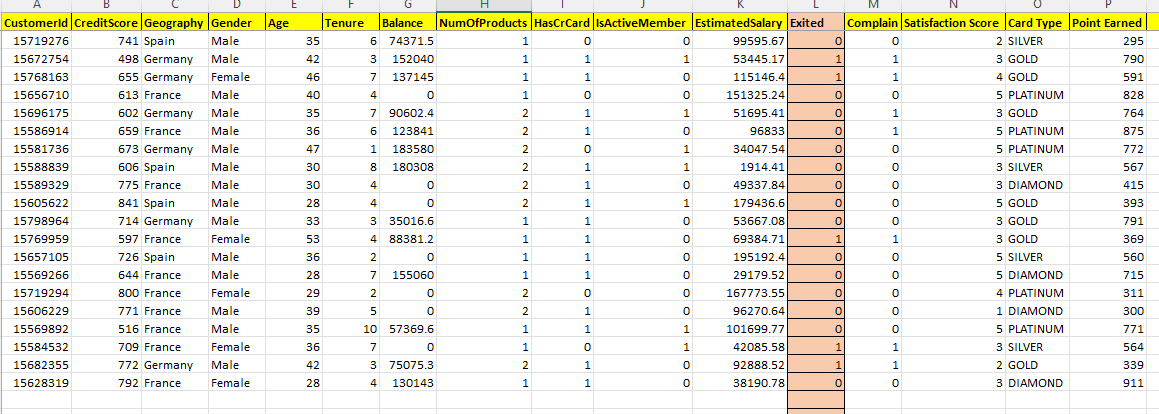 A B C D E F G H I J K L M N O P
CustomerId CreditScore Geography Gender Age Tenure Balance NumOfProducts HasCrCard IsActiveMember EstimatedSalary Exited Complain Satisfaction Score Card Type Point Earned
15719276 741 Spain Male 35 6 74371.5 1 0 0 99595.67 0 0 2 SILVER 295
15672754 498 Germany Male 42 3 152040 1 1 1 53445.17 1 1 3 GOLD 790
15768163 655 Germany Female 46 7 137145 1 1 0 115146.4 1 1 4 GOLD 591
15656710 613 France Male 40 4 0 1 0 0 151325.24 0 0 5 PLATINUM 828
15696175 602 Germany Male 35 7 90602.4 2 1 1 51695.41 0 1 3 GOLD 764
15586914 659 France Male 36 6 123841 2 1 0 96833 0 1 5 PLATINUM 875
15581736 673 Germany Male 47 1 183580 2 0 1 34047.54 0 0 5 PLATINUM 772
15588839 606 Spain Male 30 8 180308 2 1 1 1914.41 0 0 3 SILVER 567
15589329 775 France Male 30 4 0 2 1 0 49337.84 0 0 3 DIAMOND 415
15605622 841 Spain Male 28 4 0 2 1 1 179436.6 0 0 5 GOLD 393
15798964 714 Germany Male 33 3 35016.6 1 1 0 53667.08 0 0 3 GOLD 791
15769959 597 France Female 53 4 88381.2 1 1 0 69384.71 1 1 3 GOLD 369
15657105 726 Spain Male 36 2 0 1 1 0 195192.4 0 0 5 SILVER 560
15569266 644 France Male 28 7 155060 1 1 0 29179.52 0 0 5 DIAMOND 715
15719294 800 France Female 29 2 0 2 0 0 167773.55 0 0 4 PLATINUM 311
15606229 771 France Male 39 5 0 2 1 0 96270.64 0 0 1 DIAMOND 300
15569892 516 France Male 35 10 57369.6 1 1 1 101699.77 0 0 5 PLATINUM 771
15584532 709 France Female 36 7 0 1 0 1 42085.58 1 1 3 SILVER 564
15682355 772 Germany Male 42 3 75075.3 2 1 0 92888.52 1 1 2 GOLD 339
15628319 792 France Female 28 4 130143 1 1 0 38190.78 0 0 3 DIAMOND 911